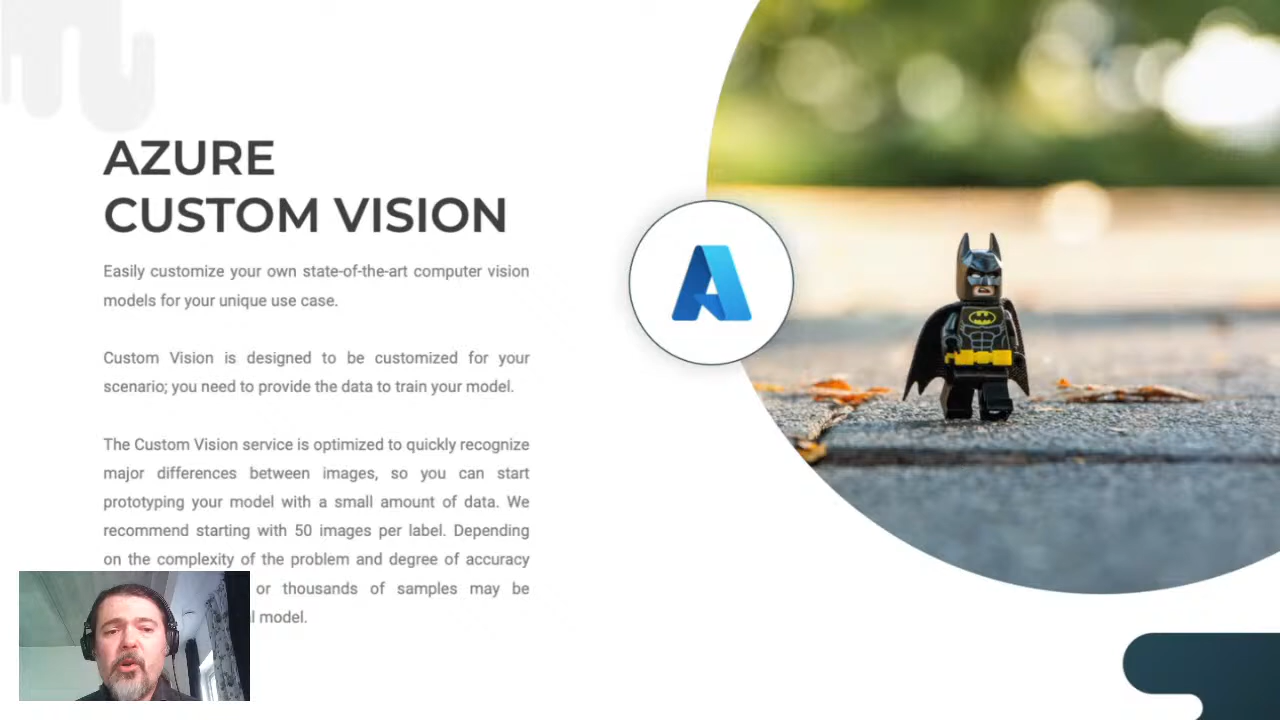 AZURE
CUSTOM VISION
Easily customize your own state-of-the-art computer vision
models for your unique use case.
Custom Vision is designed to be customized for your
scenario; you need to provide the data to train your model.
The Custom Vision service is optimized to quickly recognize
major differences between images, so you can start
prototyping your model with a small amount of data. We
recommend starting with 50 images per label. Depending
on the complexity of the problem and degree of accuracy
or thousands of samples may be
model.